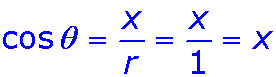 cos θ = x/r = x/1 = x